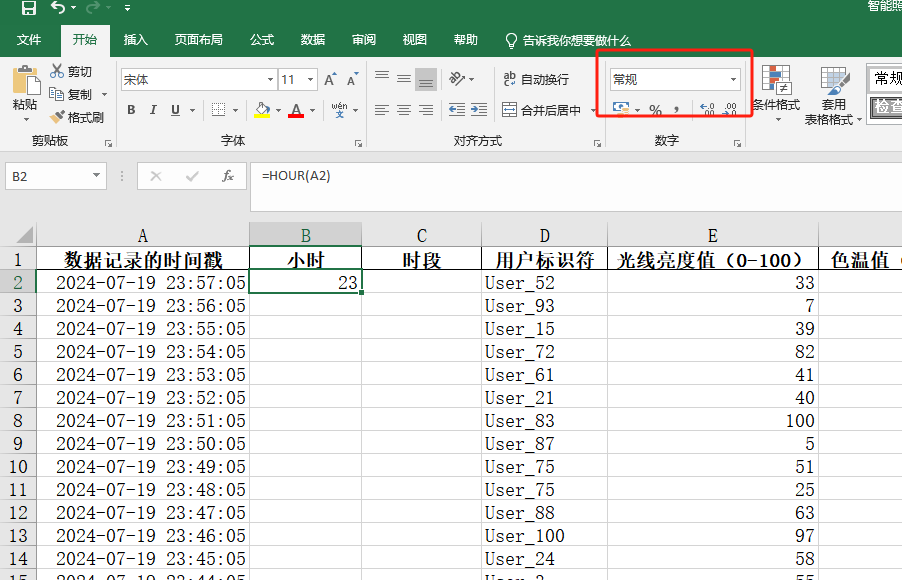 智能照
文件 开始 插入 页面布局 公式 数据 审阅 视图 帮助 告诉我你想要做什么
粘贴 剪切 复制 格式刷 剪贴板
宋体 11 A A B I U A wén 文 字体
ab 自动换行 合并后居中 对齐方式
常规 % , .00 数字
条件格式 套用 表格格式 常规 检查
B2 fx =HOUR(A2)
A B C D E
1 数据记录的时间戳 小时 时段 用户标识符 光线亮度值（0-100） 色温值（
2 2024-07-19 23:57:05 23 User_52 33
3 2024-07-19 23:56:05 User_93 7
4 2024-07-19 23:55:05 User_15 39
5 2024-07-19 23:54:05 User_72 82
6 2024-07-19 23:53:05 User_61 41
7 2024-07-19 23:52:05 User_21 40
8 2024-07-19 23:51:05 User_83 100
9 2024-07-19 23:50:05 User_87 5
10 2024-07-19 23:49:05 User_75 51
11 2024-07-19 23:48:05 User_75 25
12 2024-07-19 23:47:05 User_88 63
13 2024-07-19 23:46:05 User_100 97
14 2024-07-19 23:45:05 User_24 58